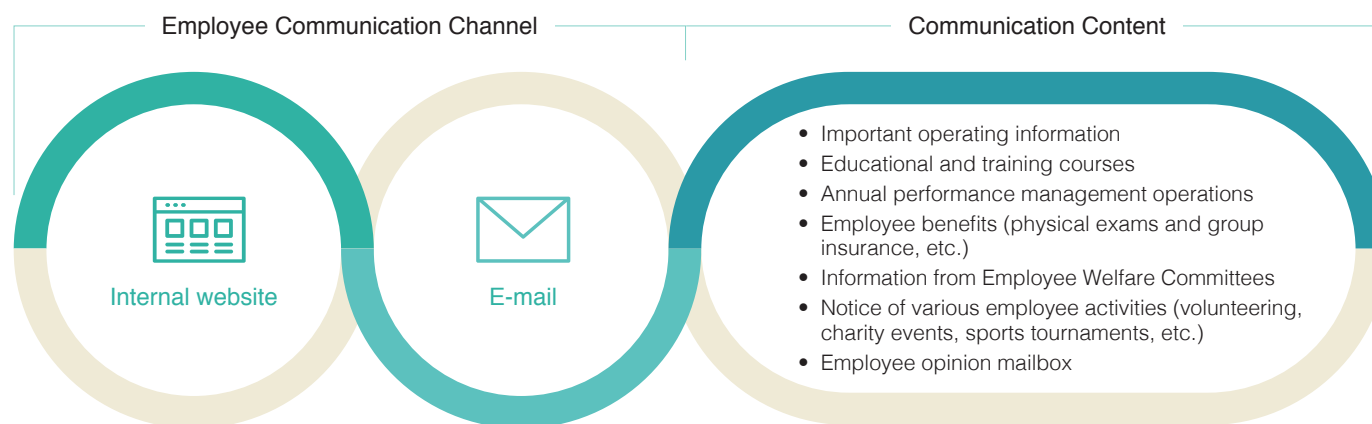 Employee Communication Channel
Communication Content
Internal website
E-mail
• Important operating information
• Educational and training courses
• Annual performance management operations
• Employee benefits (physical exams and group
insurance, etc.)
• Information from Employee Welfare Committees
• Notice of various employee activities (volunteering,
charity events, sports tournaments, etc.)
• Employee opinion mailbox